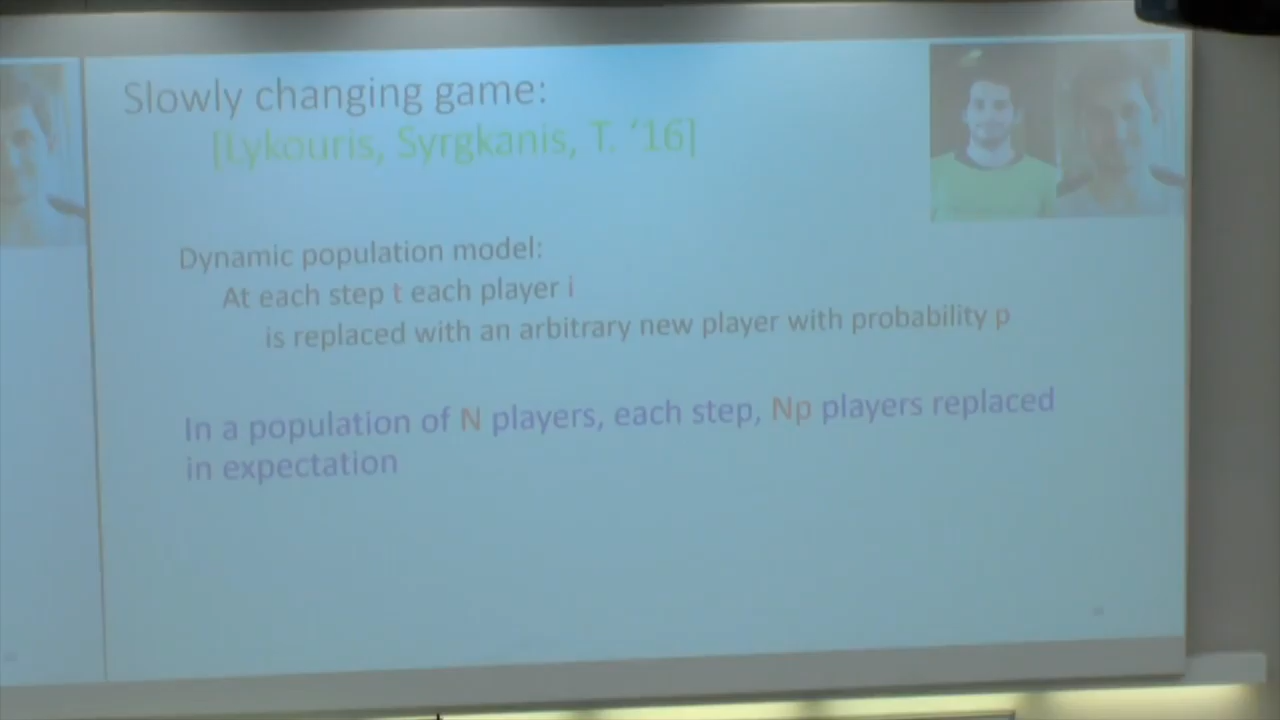 Slowly changing game:
[Lykouris, Syrgkanis, T. ‘16]
Dynamic population model:
At each step t each player i
is replaced with an arbitrary new player with probability p
In a population of N players, each step, Np players replaced
in expectation